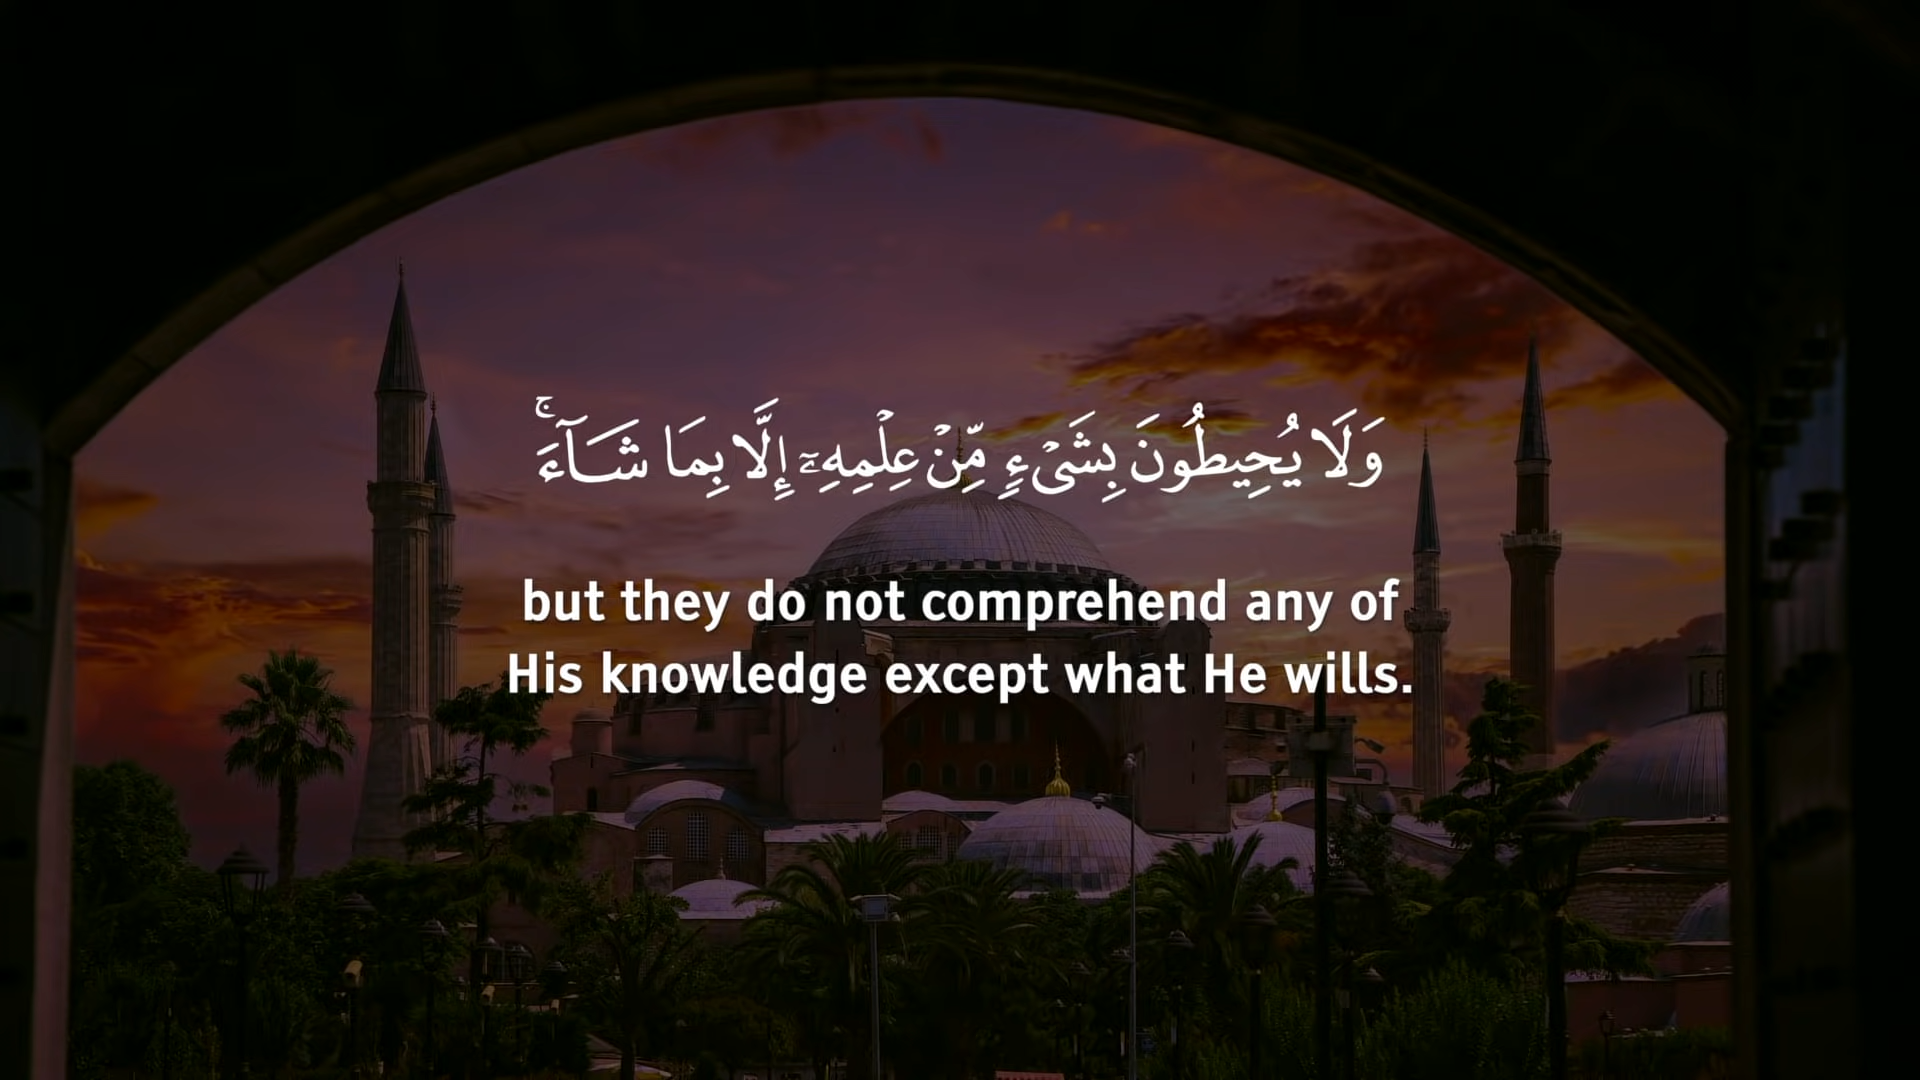 وَلَا يُحِيطُونَ بِشَىْءٍ مِّنْ عِلْمِهِۦٓ إِلَّا بِمَا شَآءَ ۚ
but they do not comprehend any of
His knowledge except what He wills.